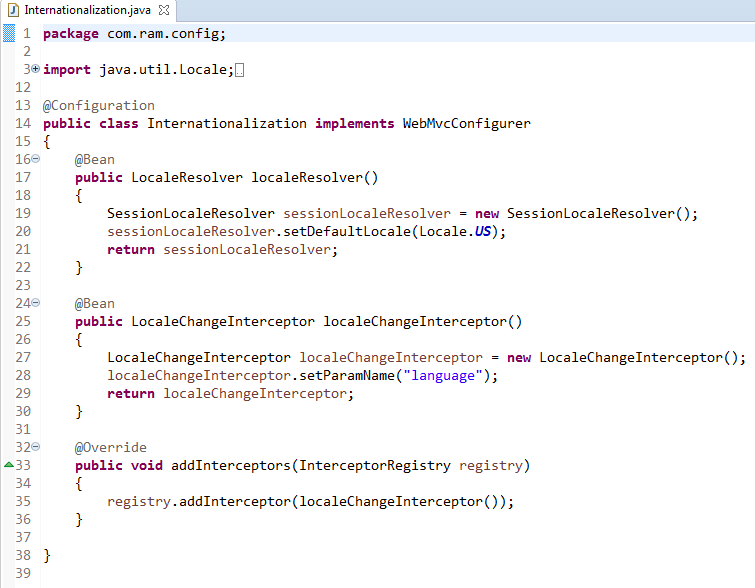 Internationalization.java
1 package com.ram.config;
2
3 import java.util.Locale;
12
13 @Configuration
14 public class Internationalization implements WebMvcConfigurer
15 {
16     @Bean
17     public LocaleResolver localeResolver()
18     {
19         SessionLocaleResolver sessionLocaleResolver = new SessionLocaleResolver();
20         sessionLocaleResolver.setDefaultLocale(Locale.US);
21         return sessionLocaleResolver;
22     }
23
24     @Bean
25     public LocaleChangeInterceptor localeChangeInterceptor()
26     {
27         LocaleChangeInterceptor localeChangeInterceptor = new LocaleChangeInterceptor();
28         localeChangeInterceptor.setParamName("language");
29         return localeChangeInterceptor;
30     }
31
32     @Override
33     public void addInterceptors(InterceptorRegistry registry)
34     {
35         registry.addInterceptor(localeChangeInterceptor());
36     }
37
38 }
39